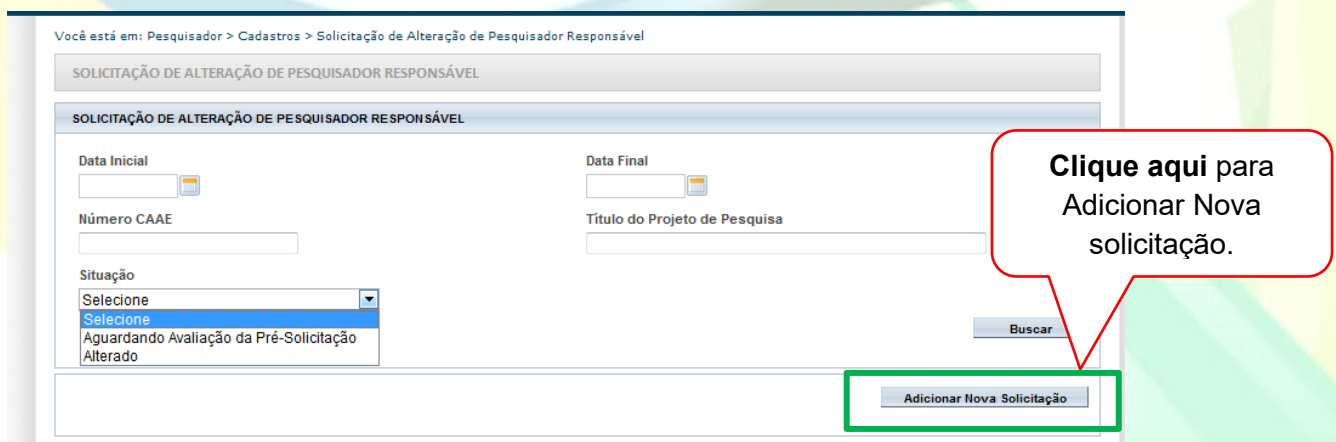 Você está em: Pesquisador > Cadastros > Solicitação de Alteração de Pesquisador Responsável
SOLICITAÇÃO DE ALTERAÇÃO DE PESQUISADOR RESPONSÁVEL
SOLICITAÇÃO DE ALTERAÇÃO DE PESQUISADOR RESPONSÁVEL
Data Inicial
Data Final
Número CAAE
Título do Projeto de Pesquisa
Situação
Selecione
Selecione
Aguardando Avaliação da Pré-Solicitação
Alterado
Buscar
Adicionar Nova Solicitação
Clique aqui para
Adicionar Nova
solicitação.